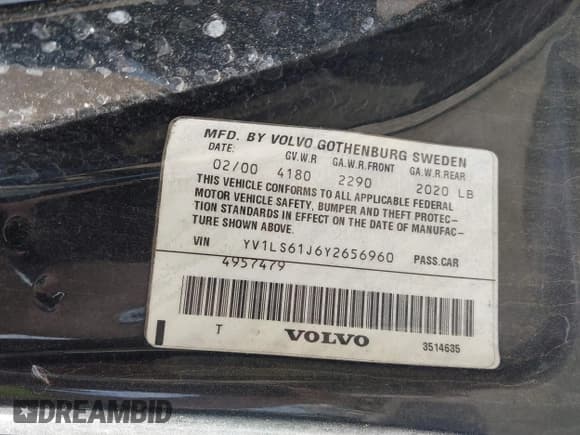 MFD. BY VOLVO GOTHENBURG SWEDEN
DATE: GV.W.R GA.W.R.FRONT GA.W.R.REAR
02/00 4180 2290 2020 LB
THIS VEHICLE CONFORMS TO ALL APPLICABLE FEDERAL
MOTOR VEHICLE SAFETY, BUMPER AND THEFT PROTEC-
TION STANDARDS IN EFFECT ON THE DATE OF MANUFAC-
TURE SHOWN ABOVE.
VIN YV1LS61J6Y2656960 PASS.CAR
4957479
T VOLVO 3514635
DREAMBID